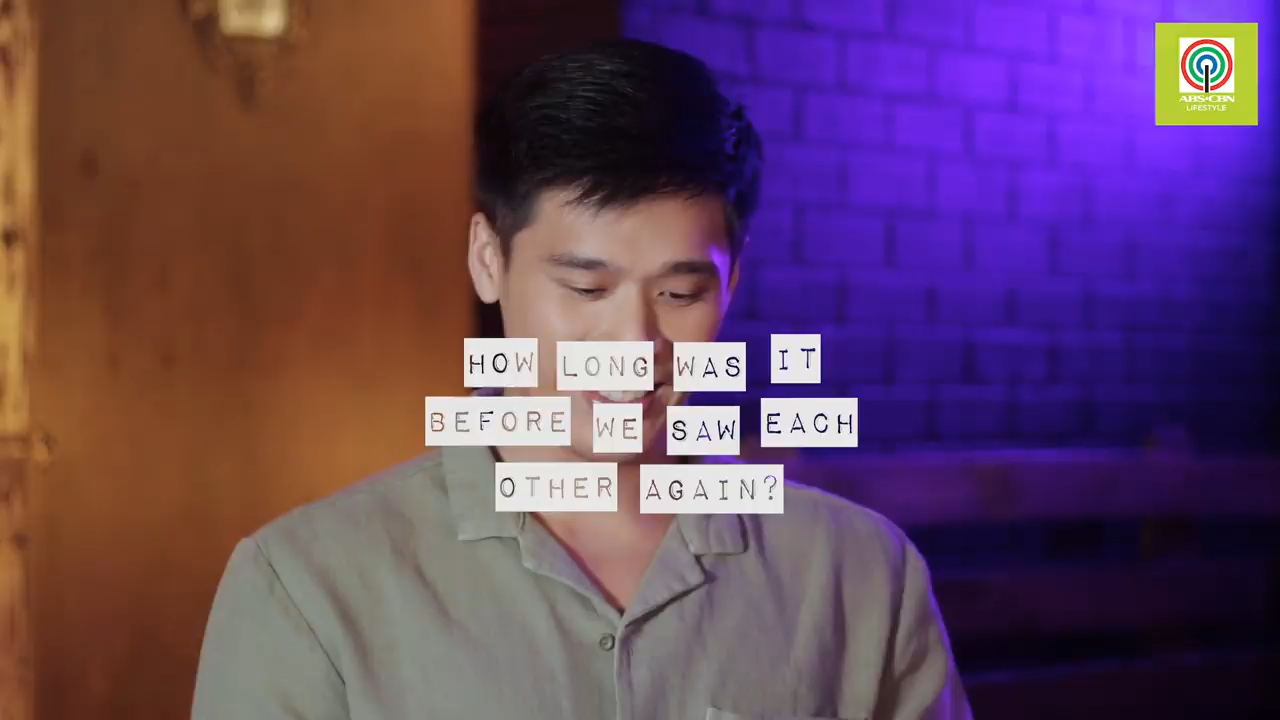 ABS-CBN
LIFESTYLE
HOW LONG WAS IT
BEFORE WE SAW EACH
OTHER AGAIN?